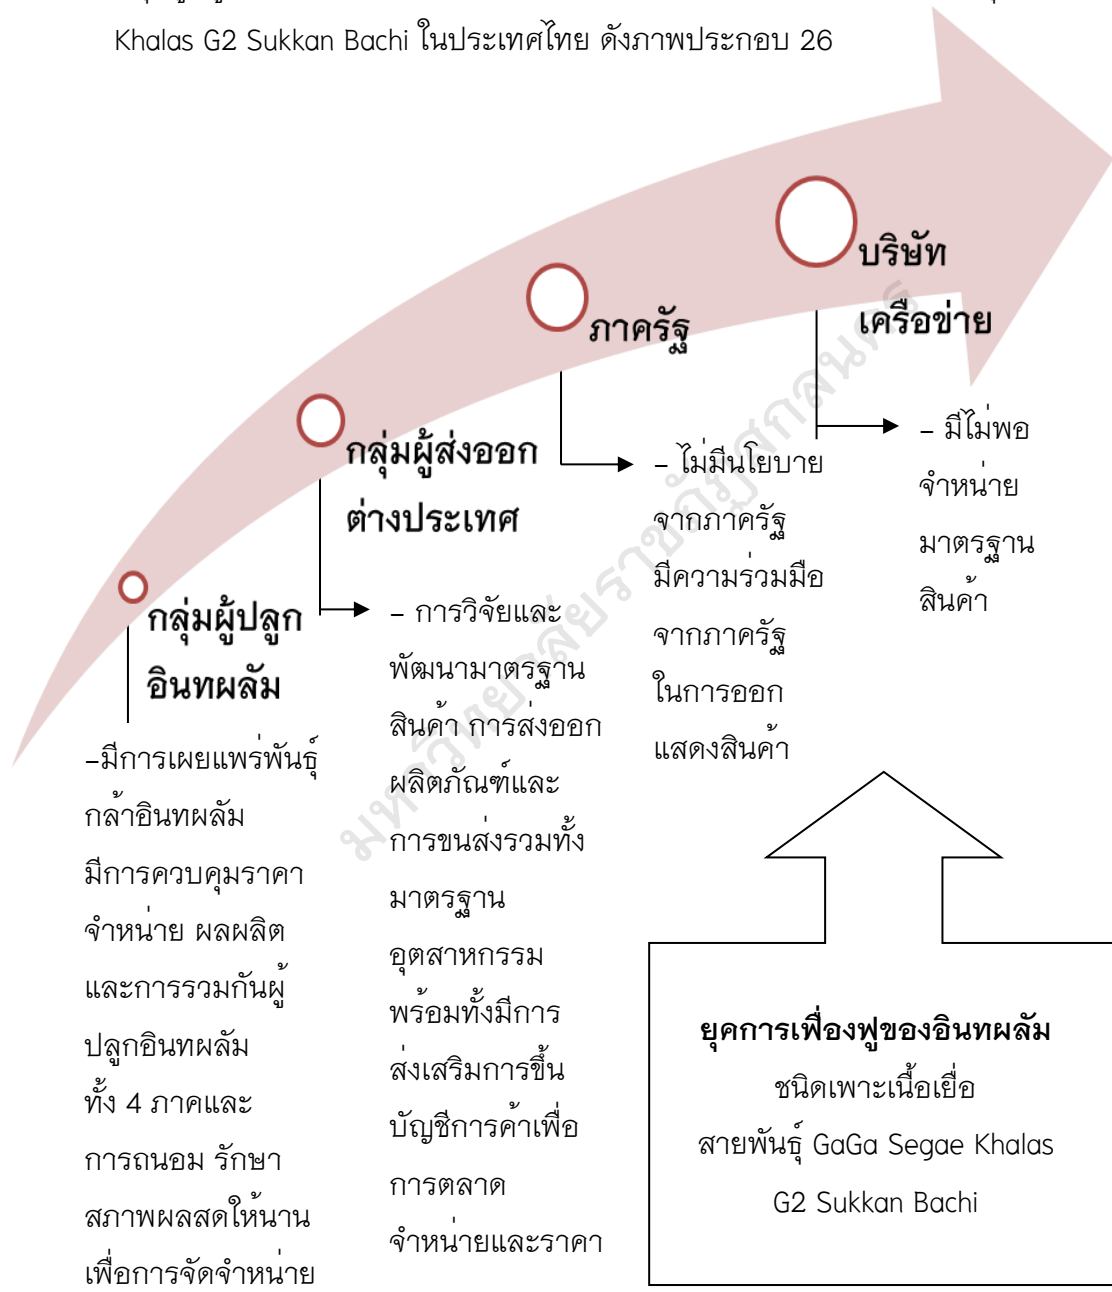 Khalas G2 Sukkan Bachi ในประเทศไทย ดังภาพประกอบ 26
บริษัท
เครือข่าย
ภาครัฐ
กลุ่มผู้ส่งออก
ต่างประเทศ
กลุ่มผู้ปลูก
อินทผลัม
– มีไม่พอ
จำหน่าย
มาตรฐาน
สินค้า
– ไม่มีนโยบาย
จากภาครัฐ
มีความร่วมมือ
จากภาครัฐ
ในการออก
แสดงสินค้า
– การวิจัยและ
พัฒนามาตรฐาน
สินค้า การส่งออก
ผลิตภัณฑ์และ
การขนส่งรวมทั้ง
มาตรฐาน
อุตสาหกรรม
พร้อมทั้งมีการ
ส่งเสริมการขึ้น
บัญชีการค้าเพื่อ
การตลาด
จำหน่ายและราคา
–มีการเผยแพร่พันธุ์
กล้าอินทผลัม
มีการควบคุมราคา
จำหน่าย ผลผลิต
และการรวมกันผู้
ปลูกอินทผลัม
ทั้ง 4 ภาคและ
การถนอม รักษา
สภาพผลสดให้นาน
เพื่อการจัดจำหน่าย
ยุคการเฟื่องฟูของอินทผลัม
ชนิดเพาะเนื้อเยื่อ
สายพันธุ์ GaGa Segae Khalas
G2 Sukkan Bachi
มหาวิทยาลัยราชภัฏสกลนคร